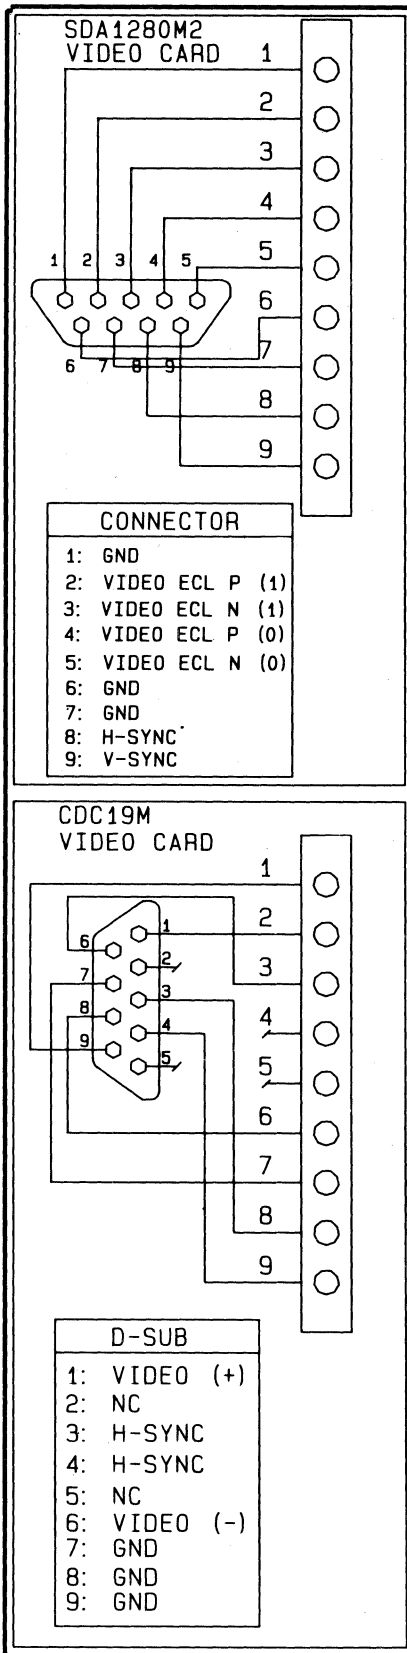 SDA1280M2
VIDEO CARD
1
2
3
4
5
6
7
8
9
1 2 3 4 5
6 7 8 9
CONNECTOR
1: GND
2: VIDEO ECL P (1)
3: VIDEO ECL N (1)
4: VIDEO ECL P (0)
5: VIDEO ECL N (0)
6: GND
7: GND
8: H-SYNC
9: V-SYNC
CDC19M
VIDEO CARD
1
2
3
4
5
6
7
8
9
6
7
8
9
1
2
3
4
5
D-SUB
1: VIDEO (+)
2: NC
3: H-SYNC
4: H-SYNC
5: NC
6: VIDEO (-)
7: GND
8: GND
9: GND